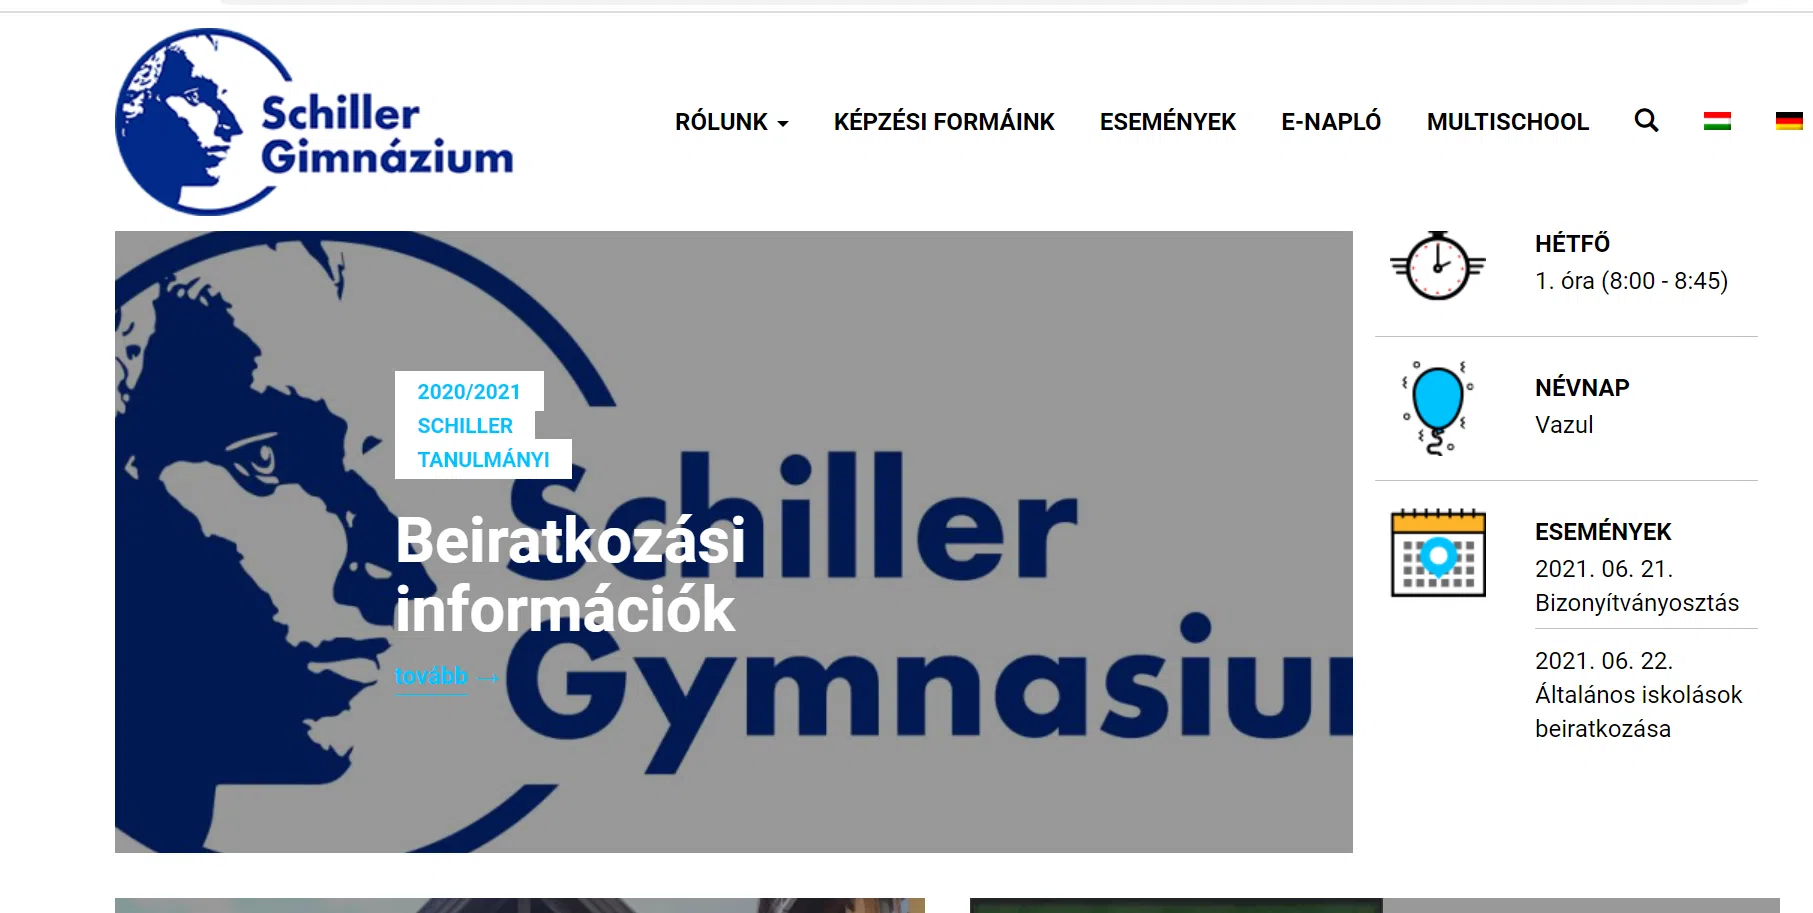 Schiller
Gimnázium
RÓLUNK
KÉPZÉSI FORMÁINK
ESEMÉNYEK
E-NAPLÓ
MULTISCHOOL
2020/2021
SCHILLER
TANULMÁNYI
Schiller
Gymnasiu
Beiratkozási
információk
tovább →
HÉTFŐ
1. óra (8:00 - 8:45)
NÉVNAP
Vazul
ESEMÉNYEK
2021. 06. 21.
Bizonyítványosztás
2021. 06. 22.
Általános iskolások
beiratkozása